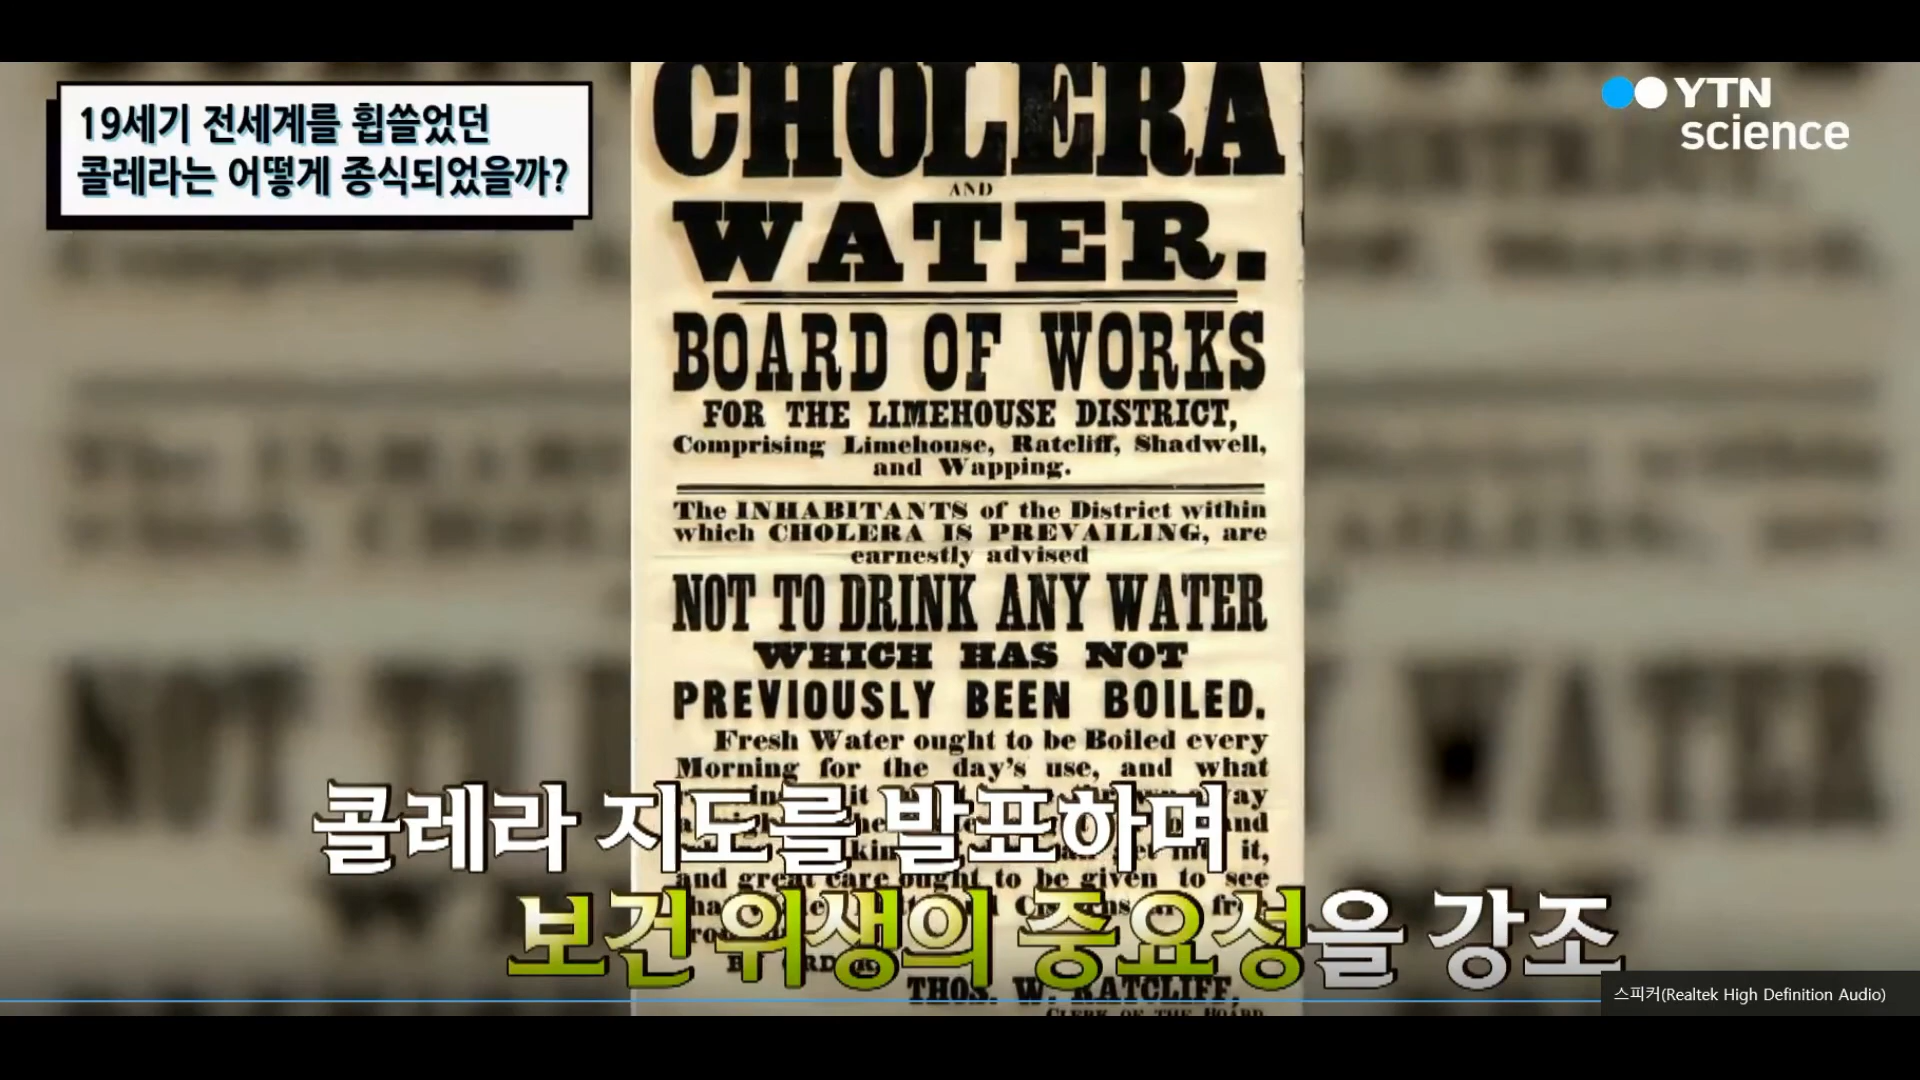 19세기 전세계를 휩쓸었던
콜레라는 어떻게 종식되었을까?
YTN
science
CHOLERA
AND
WATER.
BOARD OF WORKS
FOR THE LIMEHOUSE DISTRICT,
Comprising Limehouse, Ratcliff, Shadwell,
and Wapping.
The INHABITANTS of the District within
which CHOLERA IS PREVAILING, are
earnestly advised
NOT TO DRINK ANY WATER
WHICH HAS NOT
PREVIOUSLY BEEN BOILED.
Fresh Water ought to be Boiled every
Morning for the day's use, and what
it
it,
and great care ought to be given to see
콜레라 지도를 발표하며
보건위생의 중요성을 강조
THOS. W. RATCLIFF,
CLERK OF THE BOARD
스피커(Realtek High Definition Audio)